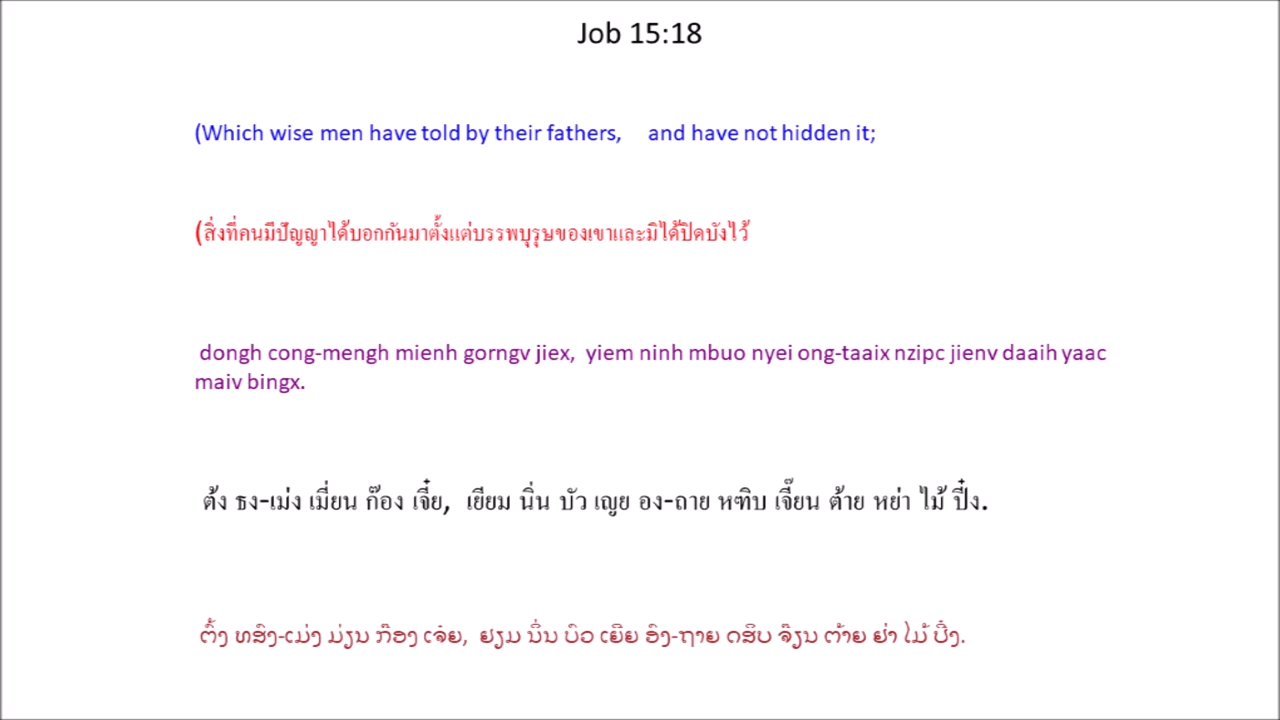 Job 15:18
(Which wise men have told by their fathers, and have not hidden it;
(สิ่งที่คนมีปัญญาได้บอกกันมาตั้งแต่บรรพบุรุษของเขาและมิได้ปิดบังไว้
dongh cong-mengh mienh gorngv jiex, yiem ninh mbuo nyei ong-taaix nzipc jienv daaih yaac
maiv bingx.
ต้ง ธง-เม่ง เมี่ยน ก๊อง เจี๋ย, เยียม นิ่น บัว เญย อง-ถาย หฑิบ เจี๊ยน ต้าย หย่า ไม้ ปี๋ง.
ຕົ້ງ ທສົງ-ເມ່ງ ມ່ຽນ ກ໊ອງ ເຈ໋ຍ, ຢຽມ ນິ່ນ ບົວ ເຍີຍ ອົງ-ຖາຍ ດສິບ ຈ໊ຽນ ຕ້າຍ ຢ່າ ໄມ້ ປີ໋ງ.